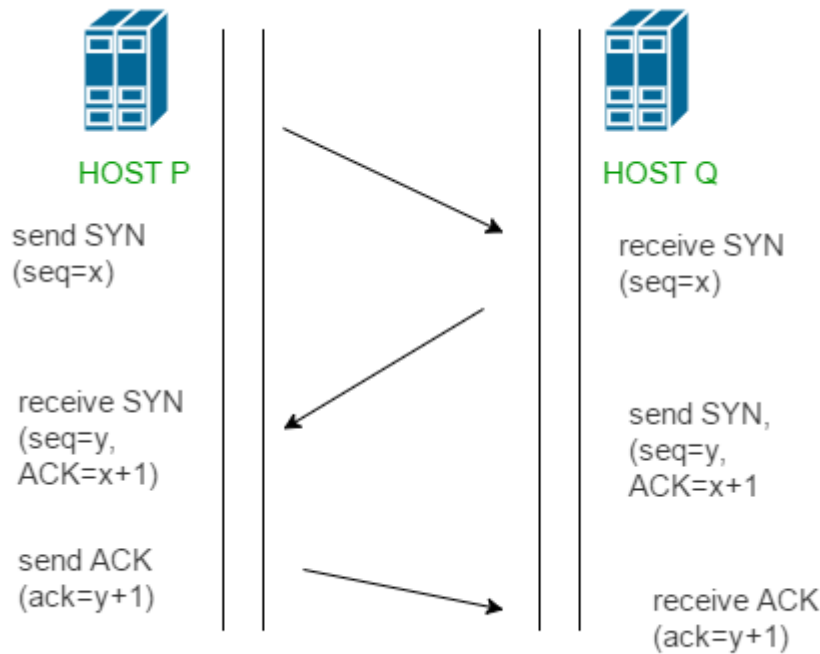 HOST P
HOST Q
send SYN
(seq=x)
receive SYN
(seq=x)
receive SYN
(seq=y,
ACK=x+1)
send SYN,
(seq=y,
ACK=x+1
send ACK
(ack=y+1)
receive ACK
(ack=y+1)